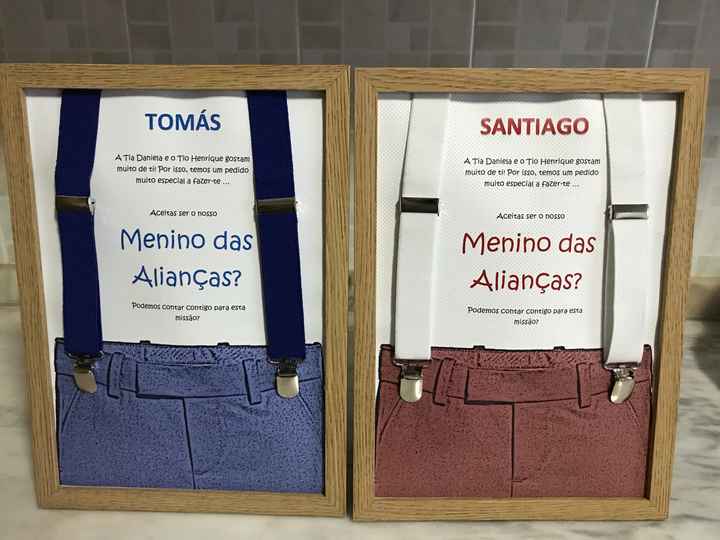 TOMÁS
A Tia Daniela e o Tio Henrique gostam
muito de ti! Por isso, temos um pedido
muito especial a fazer-te ...
Aceitas ser o nosso
Menino das
Alianças?
Podemos contar contigo para esta
missão?
SANTIAGO
A Tia Daniela e o Tio Henrique gostam
muito de ti! Por isso, temos um pedido
muito especial a fazer-te ...
Aceitas ser o nosso
Menino das
Alianças?
Podemos contar contigo para esta
missão?